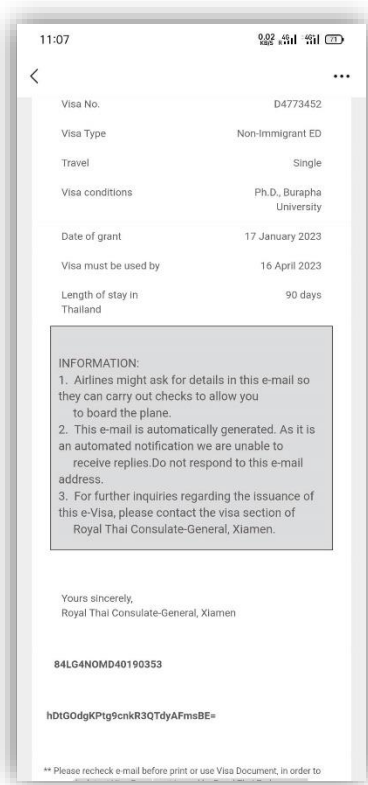 11:07
0.02 KB/S 4G R 4G 71
Visa No. D4773452
Visa Type Non-Immigrant ED
Travel Single
Visa conditions Ph.D., Burapha
University
Date of grant 17 January 2023
Visa must be used by 16 April 2023
Length of stay in 90 days
Thailand
INFORMATION:
1. Airlines might ask for details in this e-mail so
they can carry out checks to allow you
to board the plane.
2. This e-mail is automatically generated. As it is
an automated notification we are unable to
receive replies.Do not respond to this e-mail
address.
3. For further inquiries regarding the issuance of
this e-Visa, please contact the visa section of
Royal Thai Consulate-General, Xiamen.
Yours sincerely,
Royal Thai Consulate-General, Xiamen
84LG4NOMD40190353
hDtGOdgKPtg9cnkR3QTdyAFmsBE=
** Please recheck e-mail before print or use Visa Document, in order to